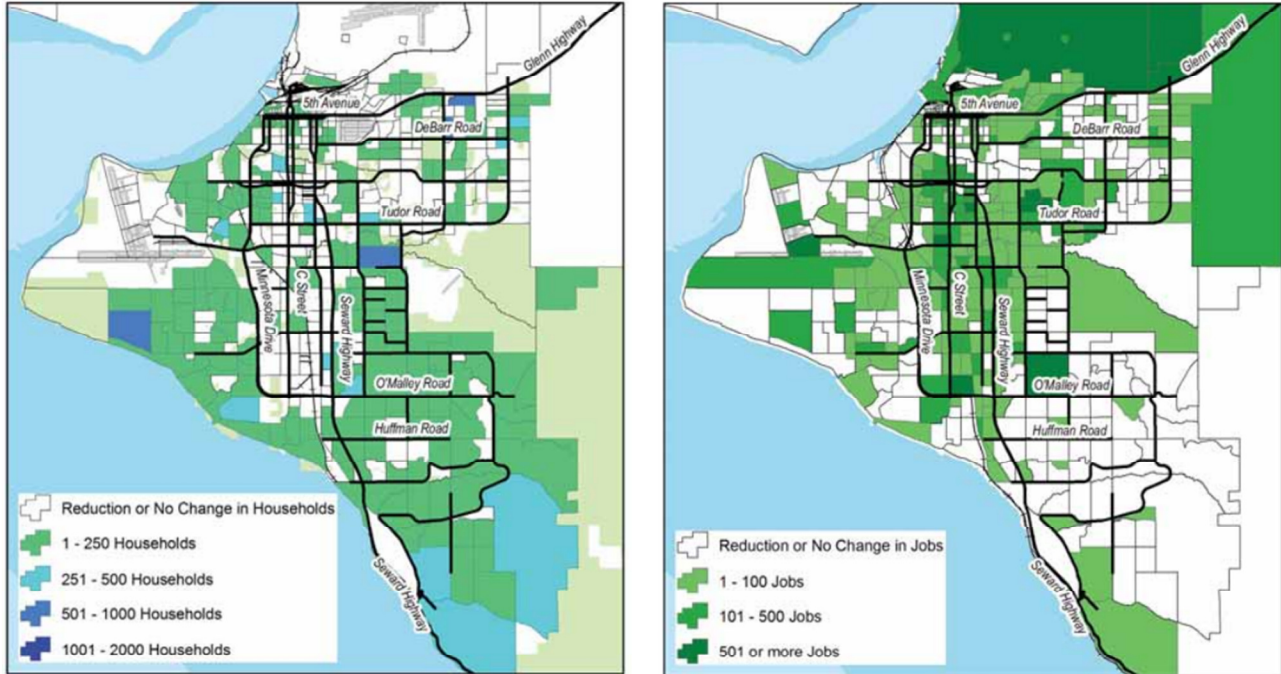 Glenn Highway
5th Avenue
DeBarr Road
Tudor Road
Minnesota Drive
C Street
Seward Highway
O'Malley Road
Huffman Road
Seward Highway
Reduction or No Change in Households
1 - 250 Households
251 - 500 Households
501 - 1000 Households
1001 - 2000 Households
Glenn Highway
5th Avenue
DeBarr Road
Tudor Road
Minnesota Drive
C Street
Seward Highway
O'Malley Road
Huffman Road
Seward Highway
Reduction or No Change in Jobs
1 - 100 Jobs
101 - 500 Jobs
501 or more Jobs